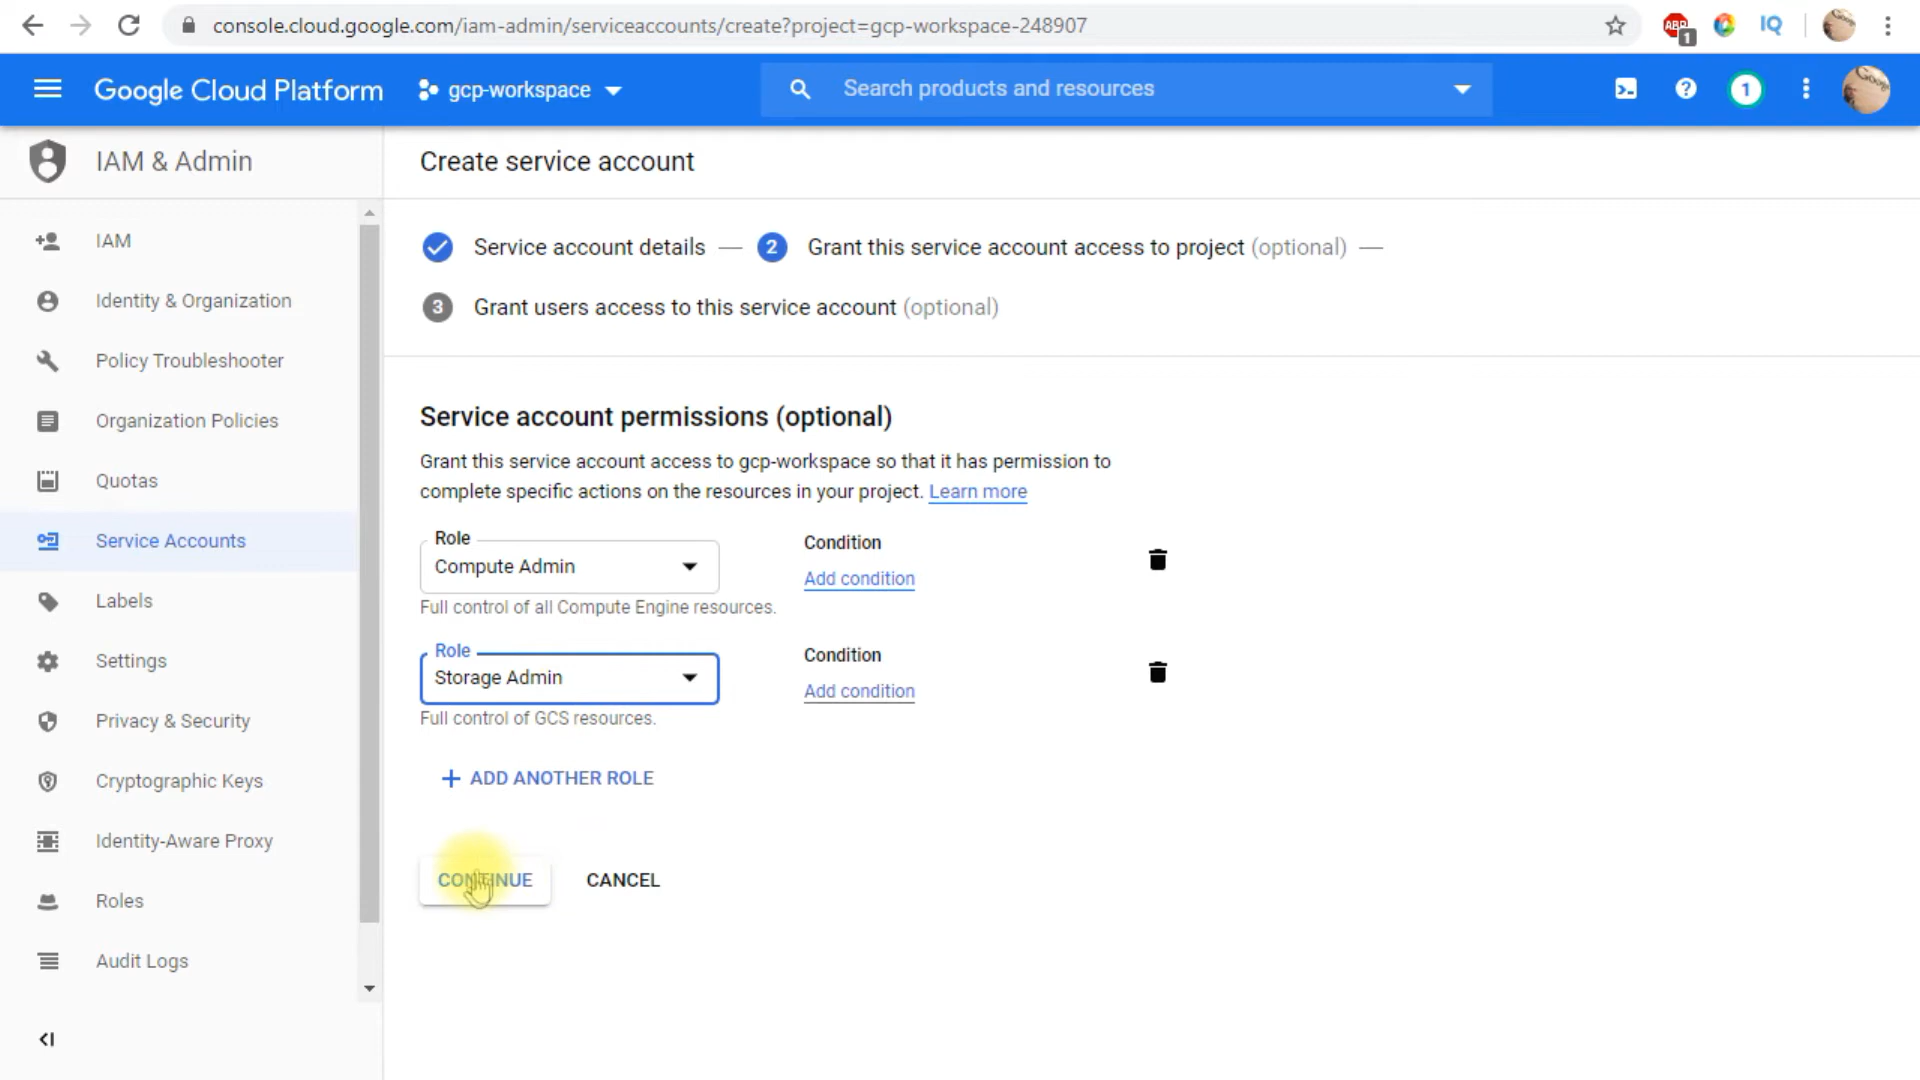 console.cloud.google.com/iam-admin/serviceaccounts/create?project=gcp-workspace-248907
ABP
1
IQ
Google Cloud Platform
gcp-workspace
Search products and resources
1
IAM & Admin
Create service account
IAM
Identity & Organization
Policy Troubleshooter
Organization Policies
Quotas
Service Accounts
Labels
Settings
Privacy & Security
Cryptographic Keys
Identity-Aware Proxy
Roles
Audit Logs
Service account details — 2 Grant this service account access to project (optional) —
3 Grant users access to this service account (optional)
Service account permissions (optional)
Grant this service account access to gcp-workspace so that it has permission to
complete specific actions on the resources in your project. Learn more
Role
Compute Admin
Full control of all Compute Engine resources.
Condition
Add condition
Role
Storage Admin
Full control of GCS resources.
Condition
Add condition
+ ADD ANOTHER ROLE
CONTINUE CANCEL